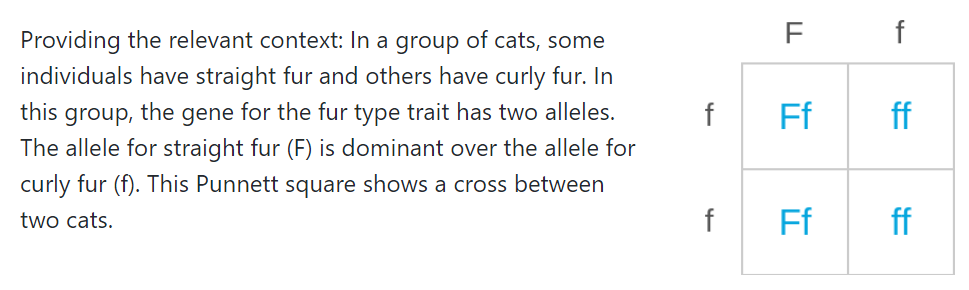 Providing the relevant context: In a group of cats, some
individuals have straight fur and others have curly fur. In
this group, the gene for the fur type trait has two alleles.
The allele for straight fur (F) is dominant over the allele for
curly fur (f). This Punnett square shows a cross between
two cats.
F f
f Ff ff
f Ff ff